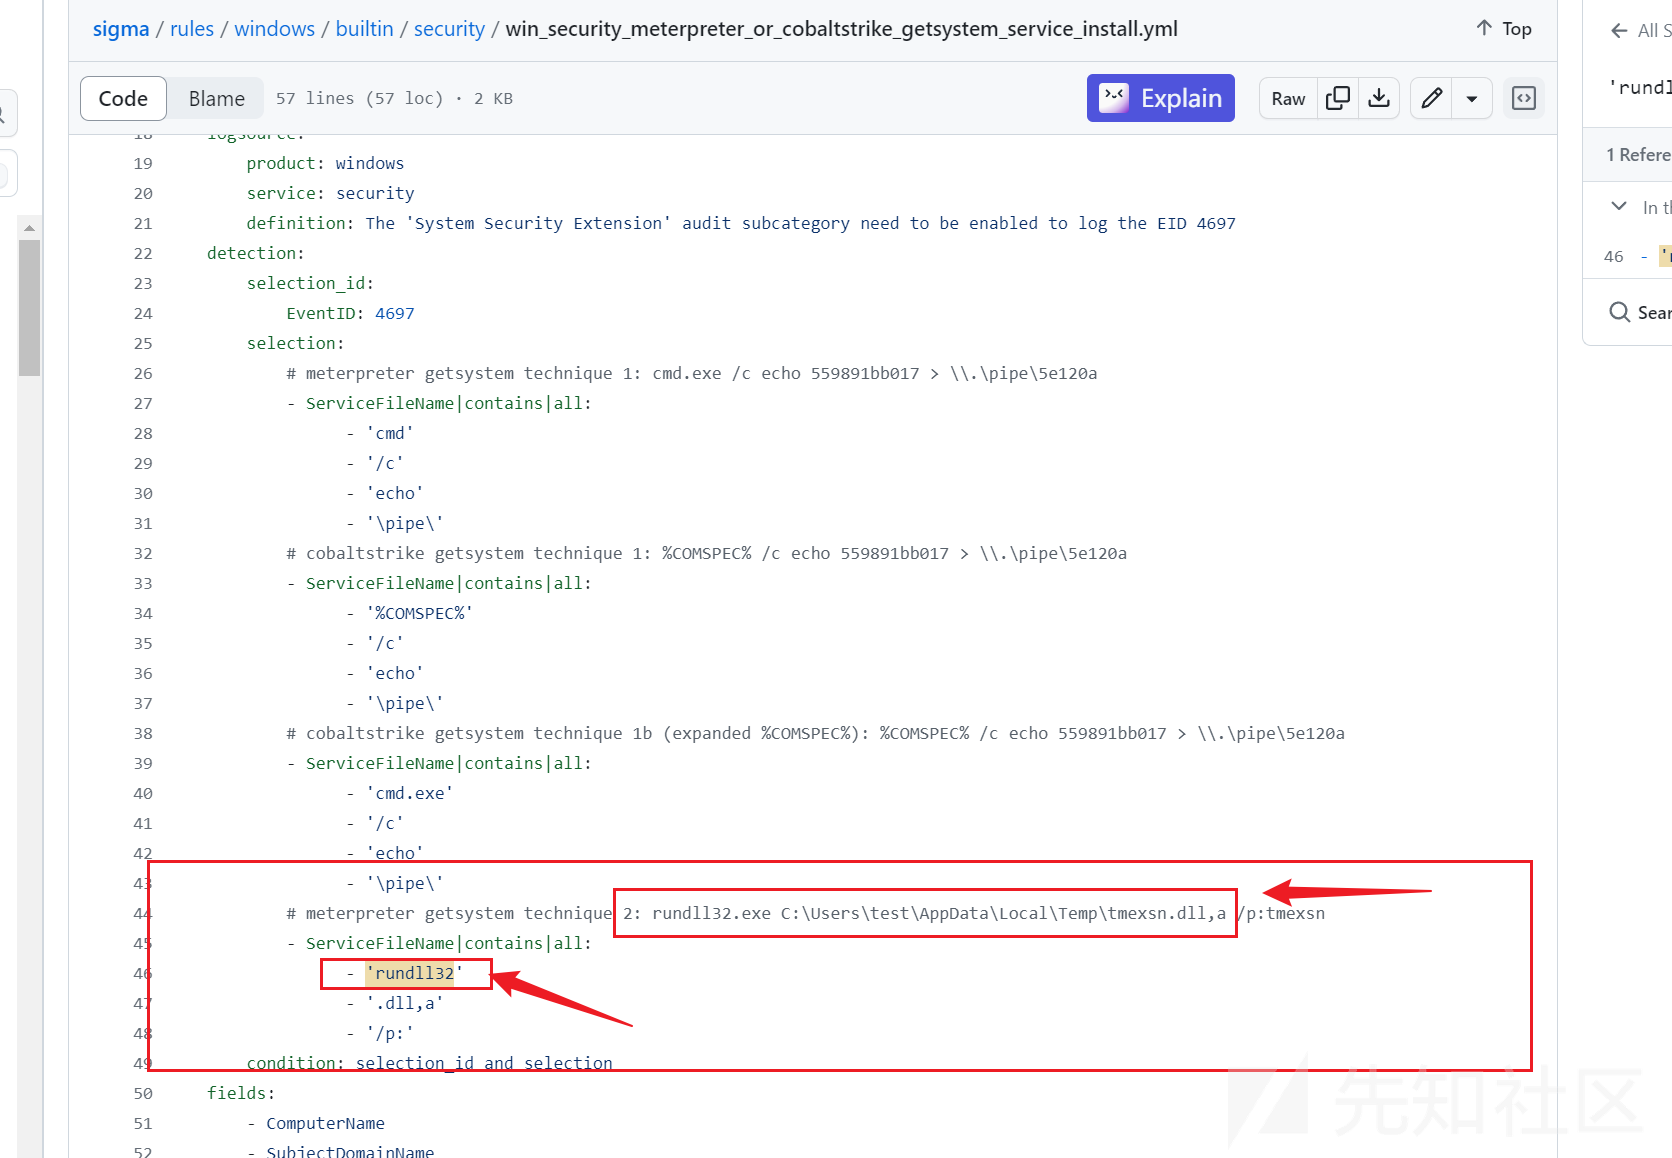 sigma / rules / windows / builtin / security / win_security_meterpreter_or_cobaltstrike_getsystem_service_install.yml
Top
All S
Code
Blame
57 lines (57 loc) · 2 KB
Explain
Raw
'rundl
18 logsource:
19 product: windows
20 service: security
21 definition: The 'System Security Extension' audit subcategory need to be enabled to log the EID 4697
22 detection:
23 selection_id:
24 EventID: 4697
25 selection:
26 # meterpreter getsystem technique 1: cmd.exe /c echo 559891bb017 > \\.\pipe\5e120a
27 - ServiceFileName|contains|all:
28 - 'cmd'
29 - '/c'
30 - 'echo'
31 - '\pipe\'
32 # cobaltstrike getsystem technique 1: %COMSPEC% /c echo 559891bb017 > \\.\pipe\5e120a
33 - ServiceFileName|contains|all:
34 - '%COMSPEC%'
35 - '/c'
36 - 'echo'
37 - '\pipe\'
38 # cobaltstrike getsystem technique 1b (expanded %COMSPEC%): %COMSPEC% /c echo 559891bb017 > \\.\pipe\5e120a
39 - ServiceFileName|contains|all:
40 - 'cmd.exe'
41 - '/c'
42 - 'echo'
43 - '\pipe\'
44 # meterpreter getsystem technique 2: rundll32.exe C:\Users\test\AppData\Local\Temp\tmexsn.dll,a /p:tmexsn
45 - ServiceFileName|contains|all:
46 - 'rundll32'
47 - '.dll,a'
48 - '/p:'
49 condition: selection_id and selection
50 fields:
51 - ComputerName
52 - SubjectDomainName
1 Refere
In th
46 - 'r
Sear
先知社区